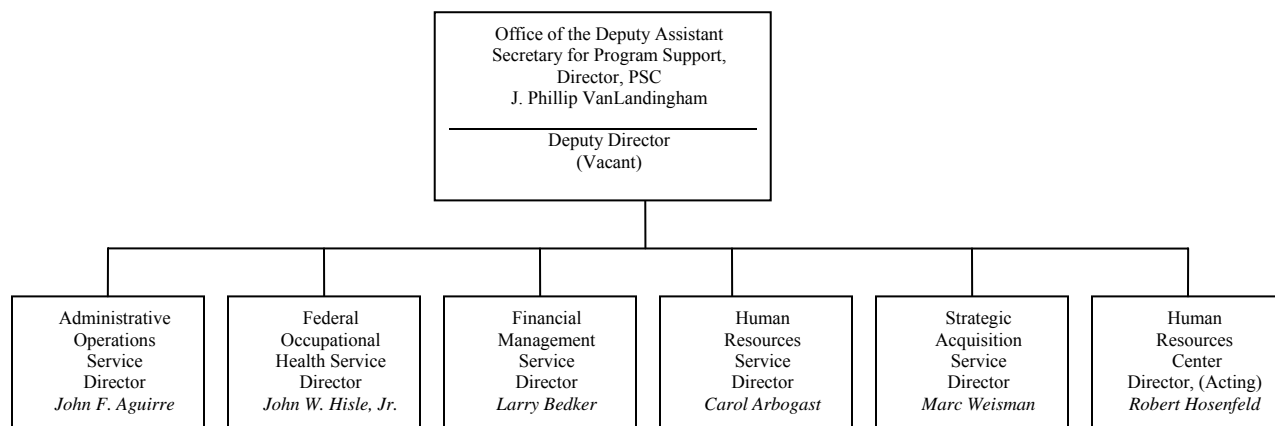 Office of the Deputy Assistant
Secretary for Program Support,
Director, PSC
J. Phillip VanLandingham
Deputy Director
(Vacant)
Administrative
Operations
Service
Director
John F. Aguirre
Federal
Occupational
Health Service
Director
John W. Hisle, Jr.
Financial
Management
Service
Director
Larry Bedker
Human
Resources
Service
Director
Carol Arbogast
Strategic
Acquisition
Service
Director
Marc Weisman
Human
Resources
Center
Director, (Acting)
Robert Hosenfeld